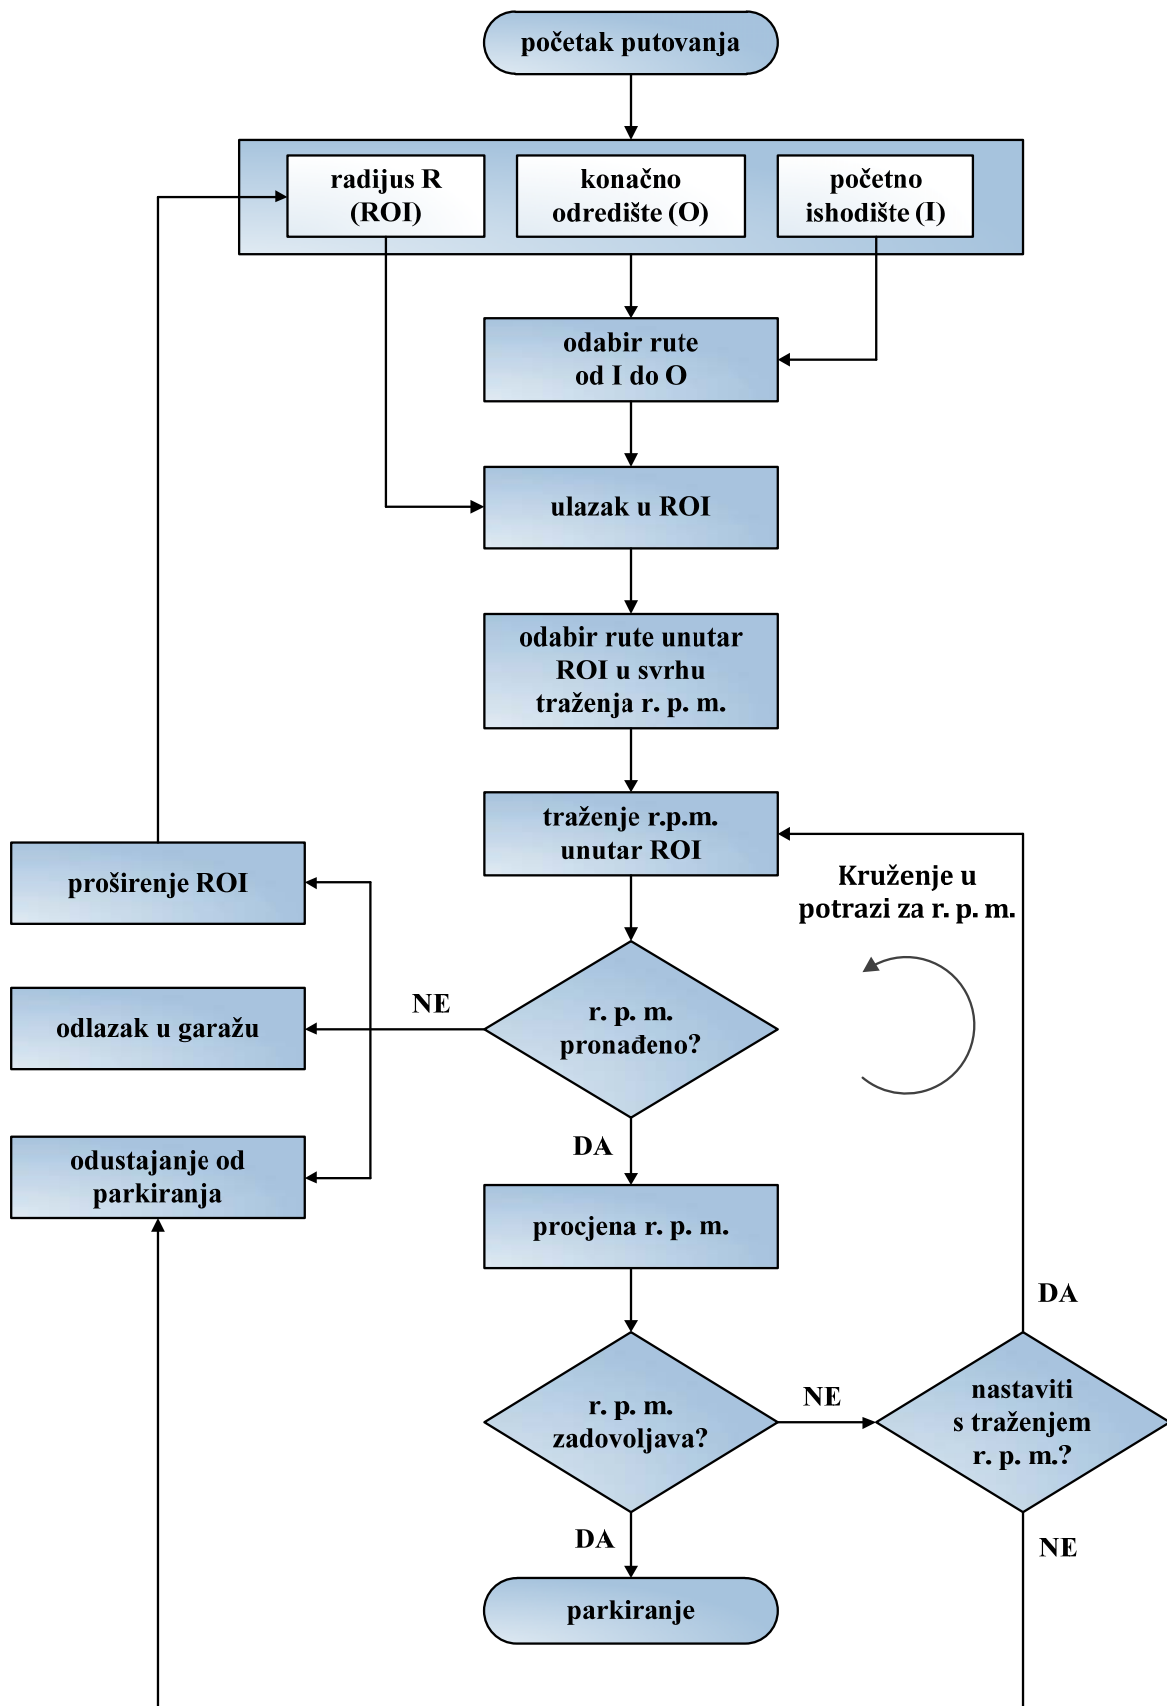 početak putovanja
radijus R
(ROI)
konačno
odredište (O)
početno
ishodište (I)
odabir rute
od I do O
ulazak u ROI
odabir rute unutar
ROI u svrhu
traženja r. p. m.
traženje r.p.m.
unutar ROI
proširenje ROI
Kruženje u
potrazi za r. p. m.
NE
odlazak u garažu
r. p. m.
pronađeno?
DA
odustajanje od
parkiranja
procjena r. p. m.
DA
r. p. m.
zadovoljava?
NE
nastaviti
s traženjem
r. p. m.?
DA
NE
parkiranje